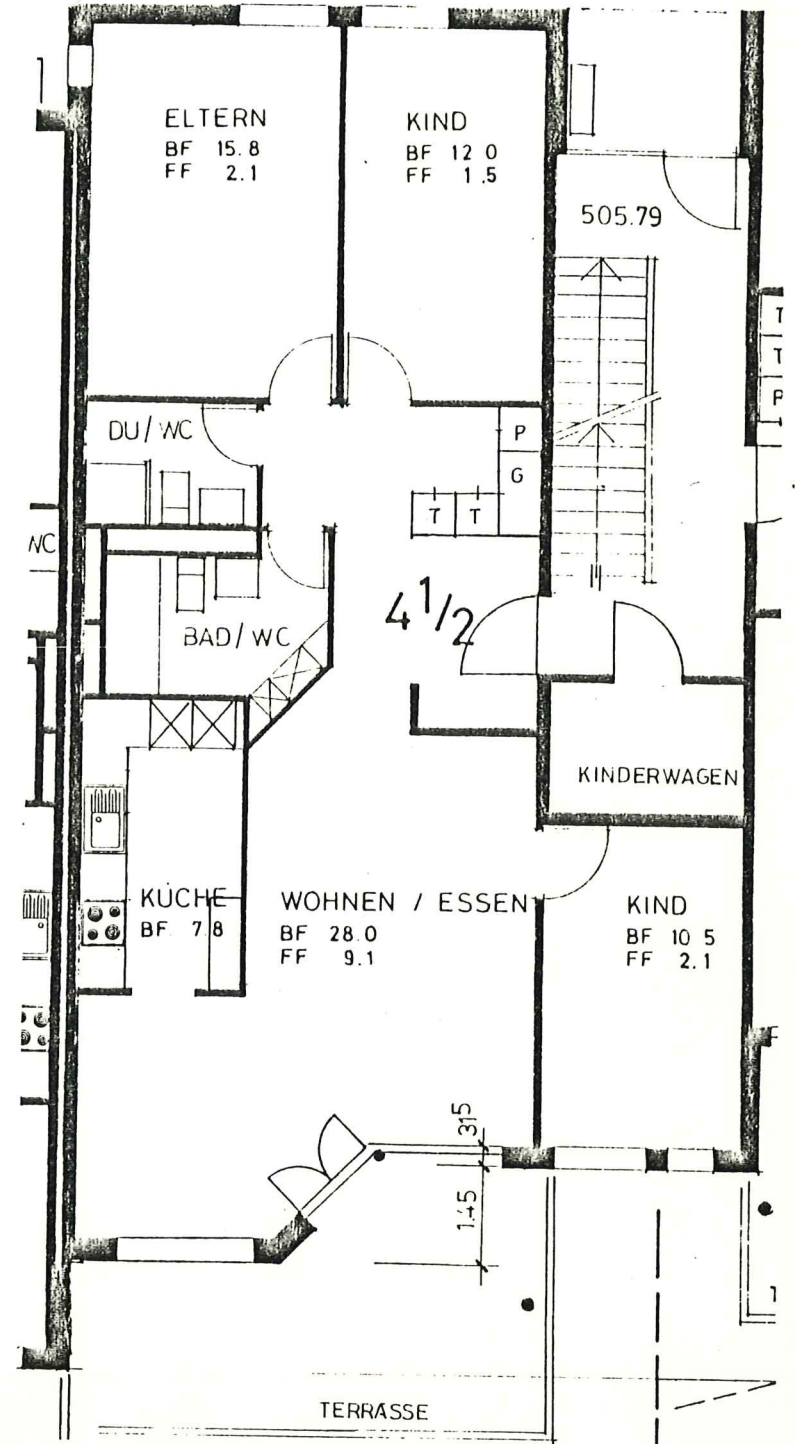 ELTERN
BF 15.8
FF 2.1
KIND
BF 12 0
FF 1.5
505.79
T
T
P
DU/WC
P
G
T T
WC
4 1/2
BAD/WC
KINDERWAGEN
KÜCHE
BF 7.8
WOHNEN / ESSEN
BF 28.0
FF 9.1
KIND
BF 10 5
FF 2.1
315
1.45
TERRASSE